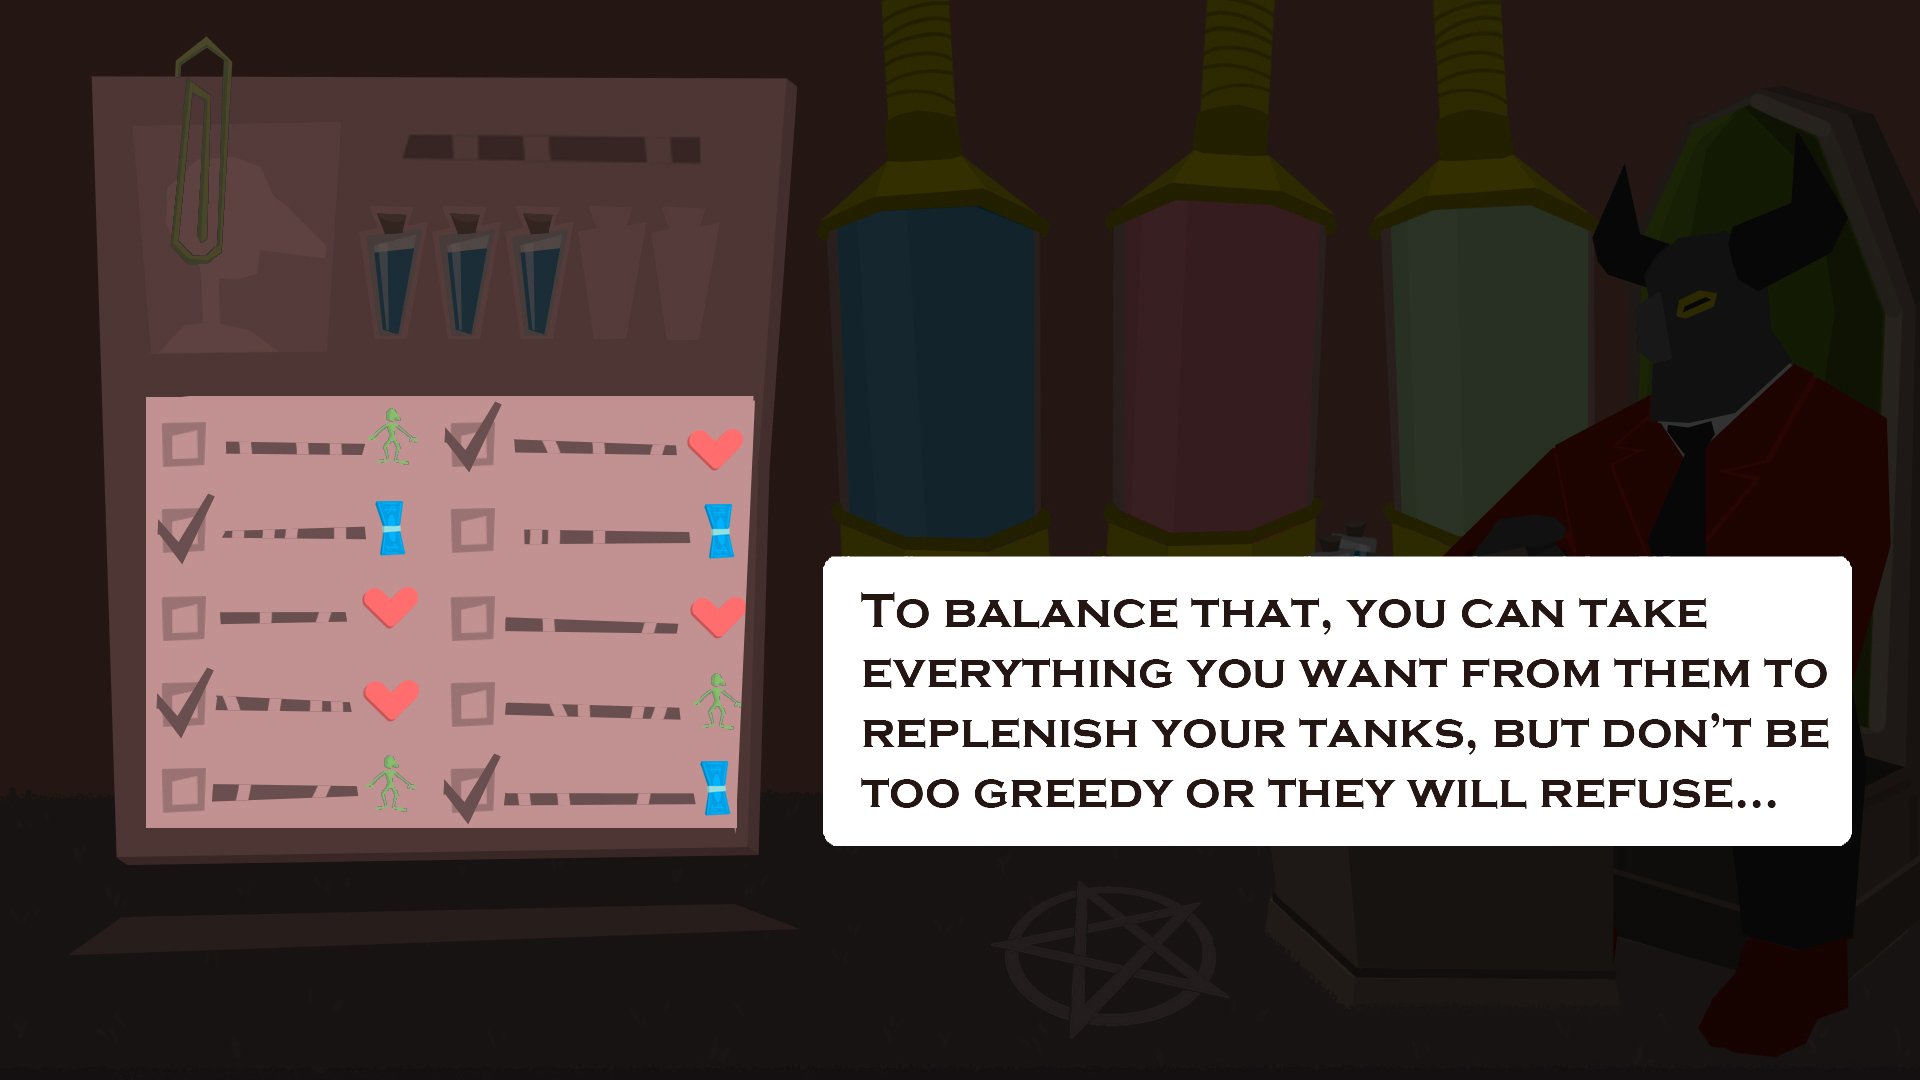 To balance that, you can take
everything you want from them to
replenish your tanks, but don’t be
too greedy or they will refuse...